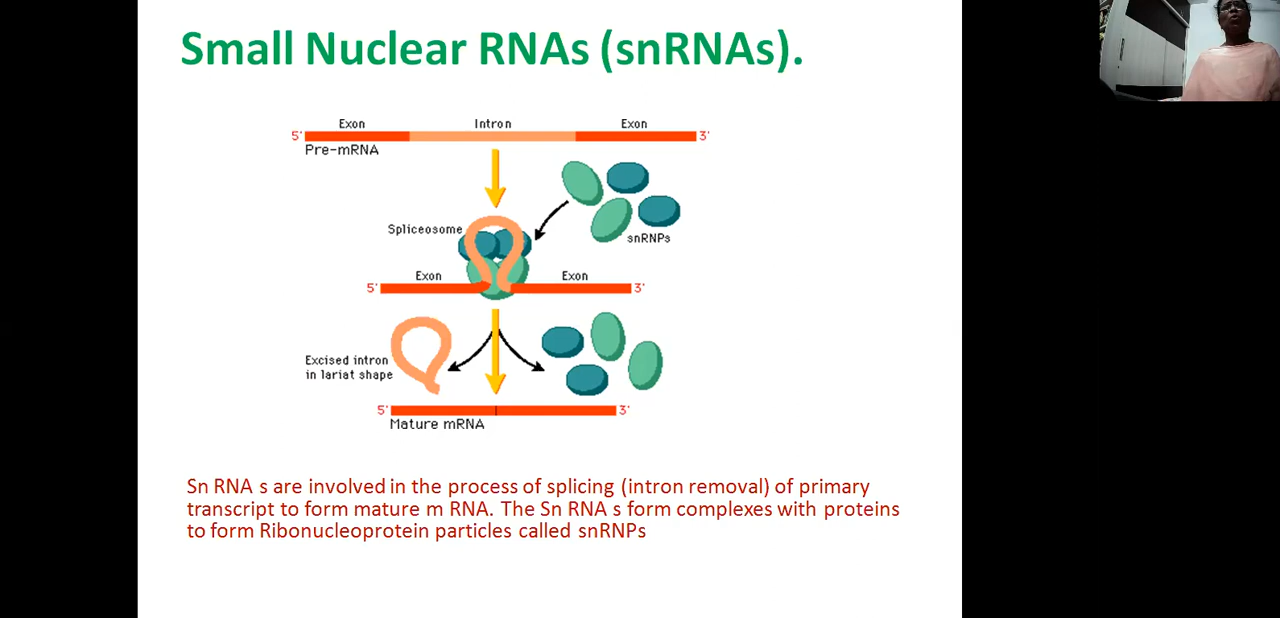 Small Nuclear RNAs (snRNAs).
Exon Intron Exon
5' 3'
Pre-mRNA
Spliceosome
snRNPs
Exon Exon
5' 3'
Excised intron
in lariat shape
5' 3'
Mature mRNA
Sn RNA s are involved in the process of splicing (intron removal) of primary
transcript to form mature m RNA. The Sn RNA s form complexes with proteins
to form Ribonucleoprotein particles called snRNPs